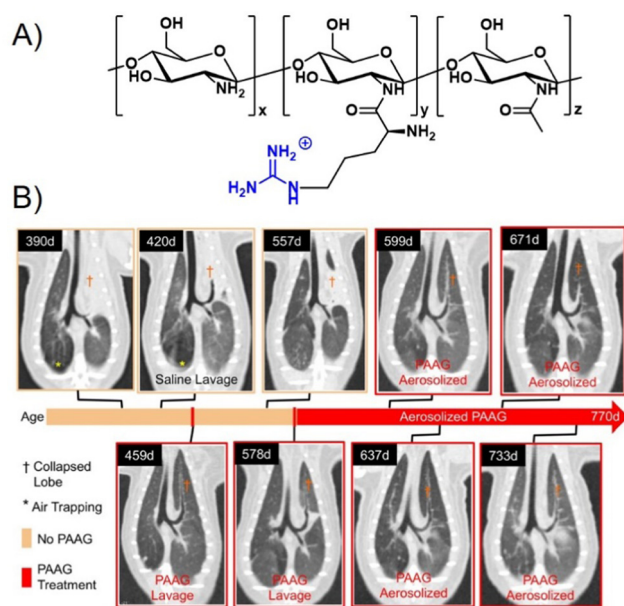 A)
OH
O
O
HO
NH2
x
OH
O
O
HO
NH
y
O
NH2
NH2
⊕
H2N
N
H
OH
O
O
HO
NH
z
O
B)
390d
†
*
420d
†
*
Saline Lavage
557d
†
599d
†
PAAG
Aerosolized
671d
†
PAAG
Aerosolized
Age
Aerosolized PAAG
770d
† Collapsed
Lobe
* Air Trapping
No PAAG
PAAG
Treatment
459d
†
PAAG
Lavage
578d
†
PAAG
Lavage
637d
†
PAAG
Aerosolized
733d
†
PAAG
Aerosolized